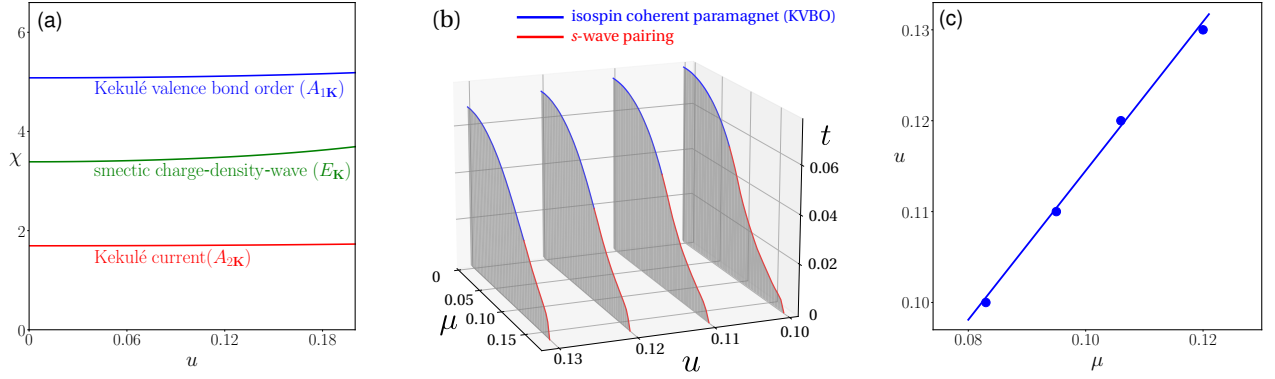 (a)
6
4
χ
2
0
Kekulé valence bond order (A1K)
smectic charge-density-wave (EK)
Kekulé current(A2K)
0
0.06
0.12
0.18
u
(b)
isospin coherent paramagnet (KVBO)
s-wave pairing
t
0.06
0.04
0.02
0
0
0.05
0.10
0.15
μ
0.13
0.12
0.11
0.10
u
(c)
0.13
0.12
u
0.11
0.10
0.08
0.10
0.12
μ